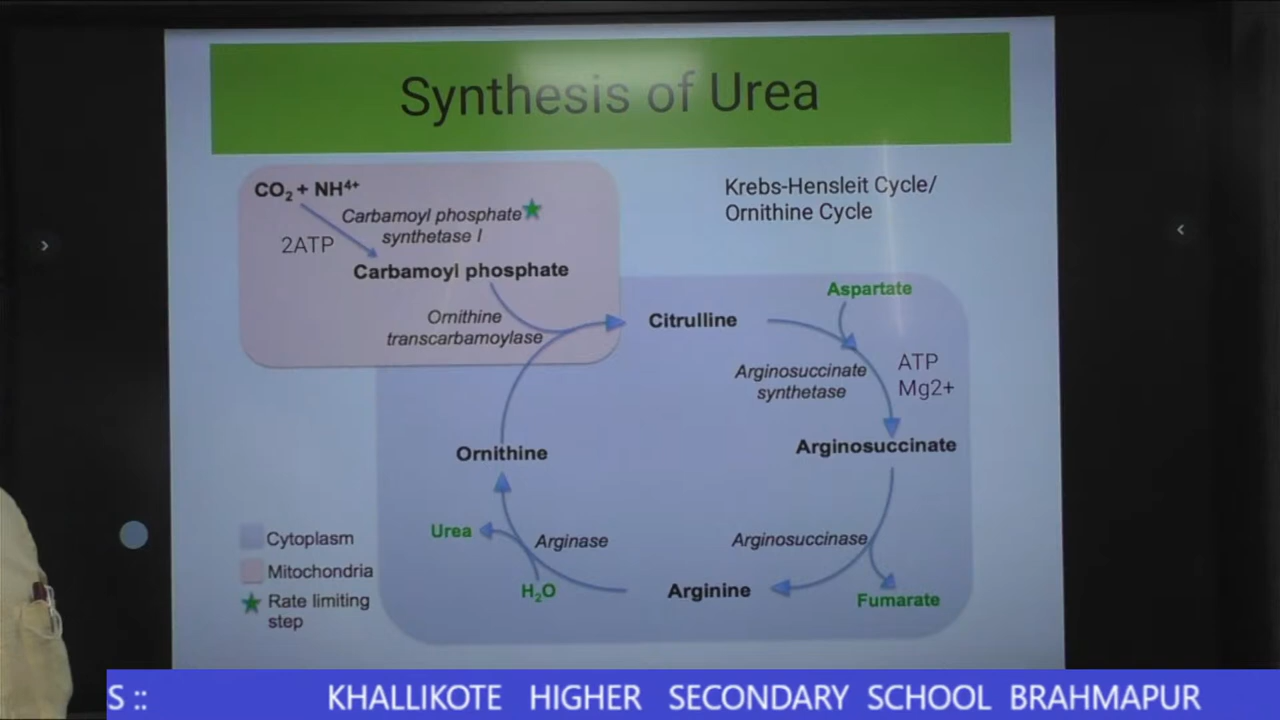 Synthesis of Urea
CO₂ + NH⁴⁺
Carbamoyl phosphate
synthetase I
2ATP
Carbamoyl phosphate
Ornithine
transcarbamoylase
Krebs-Hensleit Cycle/
Ornithine Cycle
Aspartate
Citrulline
Arginosuccinate
synthetase
ATP
Mg2+
Arginosuccinate
Ornithine
Urea
Arginase
H₂O
Arginosuccinase
Arginine
Fumarate
Cytoplasm
Mitochondria
Rate limiting
step
S :: KHALLIKOTE HIGHER SECONDARY SCHOOL BRAHMAPUR